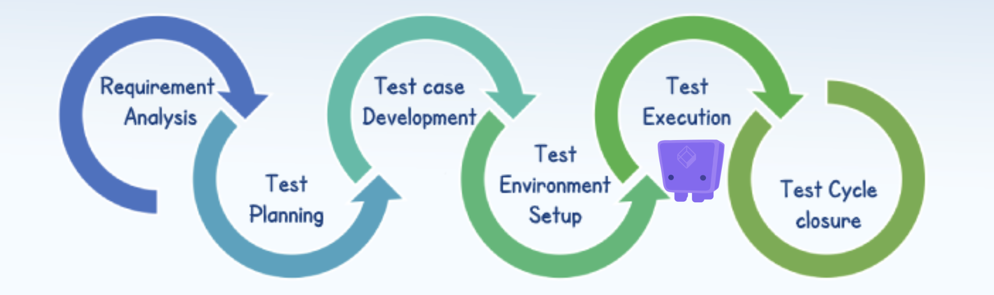 Requirement
Analysis
Test
Planning
Test case
Development
Test
Environment
Setup
Test
Execution
Test Cycle
closure